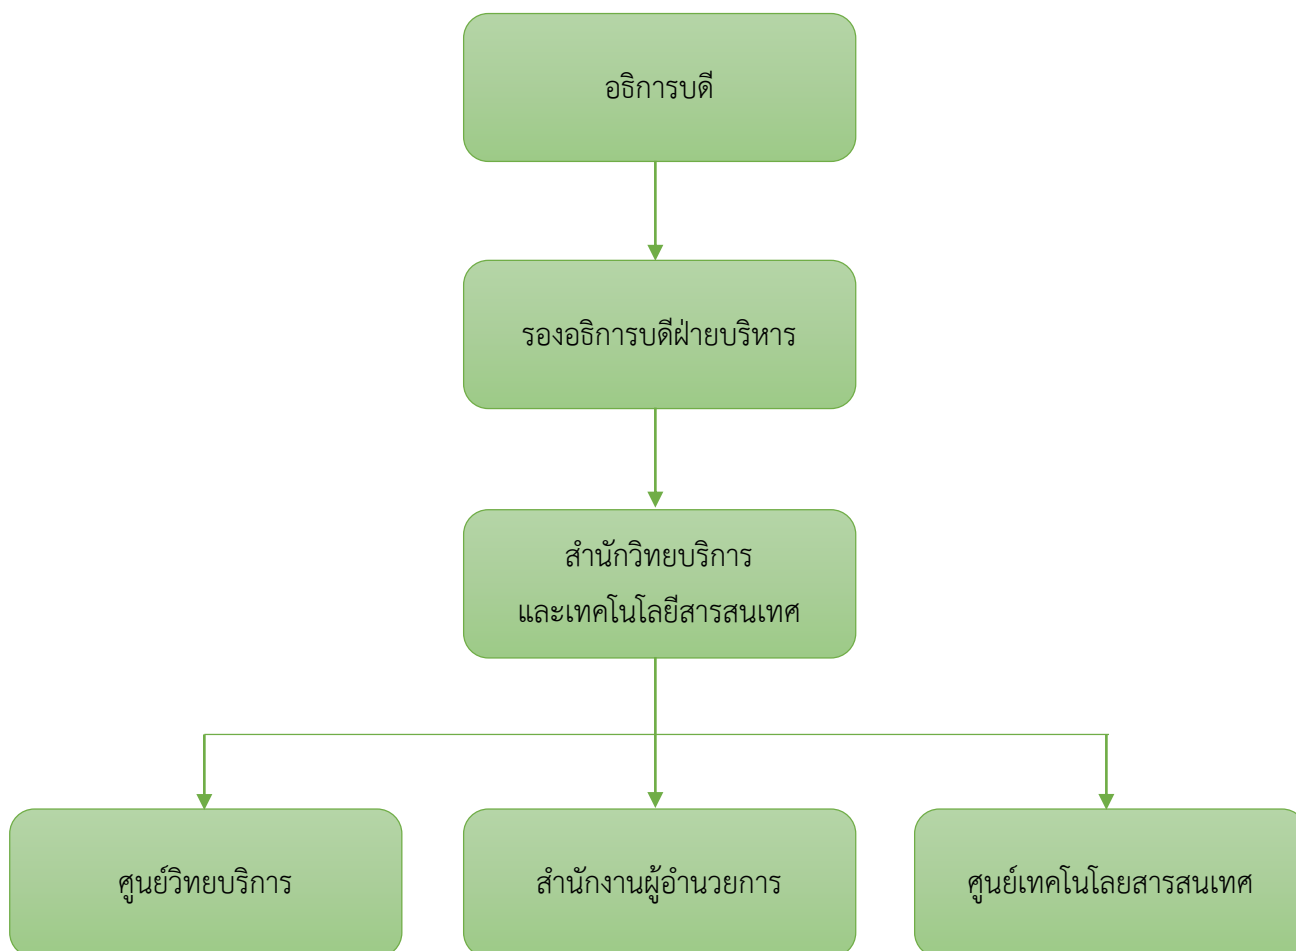 อธิการบดี
รองอธิการบดีฝ่ายบริหาร
สำนักวิทยบริการ
และเทคโนโลยีสารสนเทศ
ศูนย์วิทยบริการ
สำนักงานผู้อำนวยการ
ศูนย์เทคโนโลยสารสนเทศ